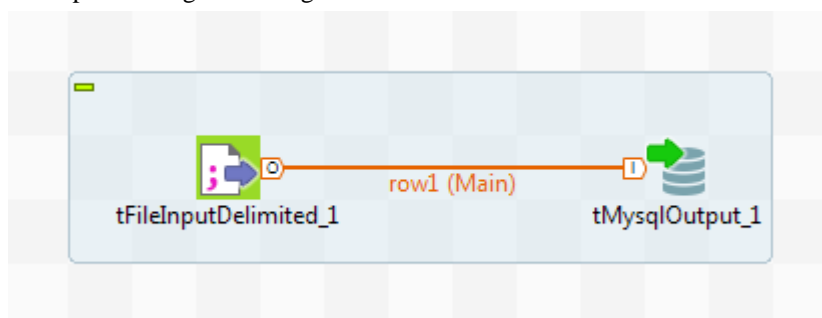 ;
O
row1 (Main)
I
tFileInputDelimited_1
tMysqlOutput_1